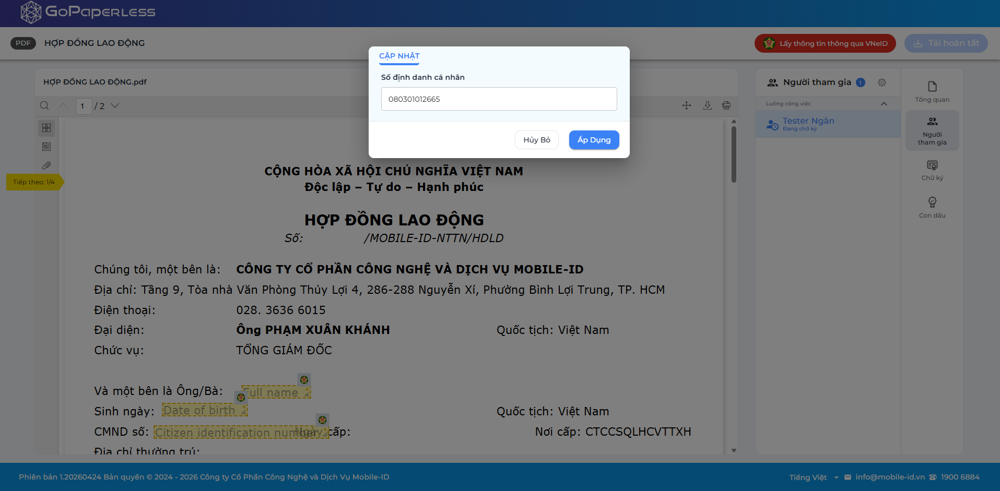 GoPaperless
PDF
HỢP ĐỒNG LAO ĐỘNG
Lấy thông tin thông qua VNeID
Tải hoàn tất
CẬP NHẬT
Số định danh cá nhân
080301012665
Hủy Bỏ
Áp Dụng
HỢP ĐỒNG LAO ĐỘNG.pdf
1 / 2
Tiếp theo: 1/4
CỘNG HÒA XÃ HỘI CHỦ NGHĨA VIỆT NAM
Độc lập – Tự do – Hạnh phúc
HỢP ĐỒNG LAO ĐỘNG
Số: /MOBILE-ID-NTTN/HDLD
Chúng tôi, một bên là: CÔNG TY CỔ PHẦN CÔNG NGHỆ VÀ DỊCH VỤ MOBILE-ID
Địa chỉ: Tầng 9, Tòa nhà Văn Phòng Thủy Lợi 4, 286-288 Nguyễn Xí, Phường Bình Lợi Trung, TP. HCM
Điện thoại: 028. 3636 6015
Đại diện: Ông PHẠM XUÂN KHÁNH Quốc tịch: Việt Nam
Chức vụ: TỔNG GIÁM ĐỐC
Và một bên là Ông/Bà: Full name
Sinh ngày: Date of birth Quốc tịch: Việt Nam
CMND số: Citizen identification number Ngày cấp: Nơi cấp: CTCCSQLHCVTTXH
Địa chỉ thường trú:
Người tham gia 1
Luồng công việc
Tester Ngân
Đang chờ ký
Tổng quan
Người
tham gia
Chữ ký
Con dấu
Phiên bản 1.20260424 Bản quyền © 2024 - 2026 Công ty Cổ Phần Công Nghệ và Dịch Vụ Mobile-ID
Tiếng Việt info@mobile-id.vn 1900 6884